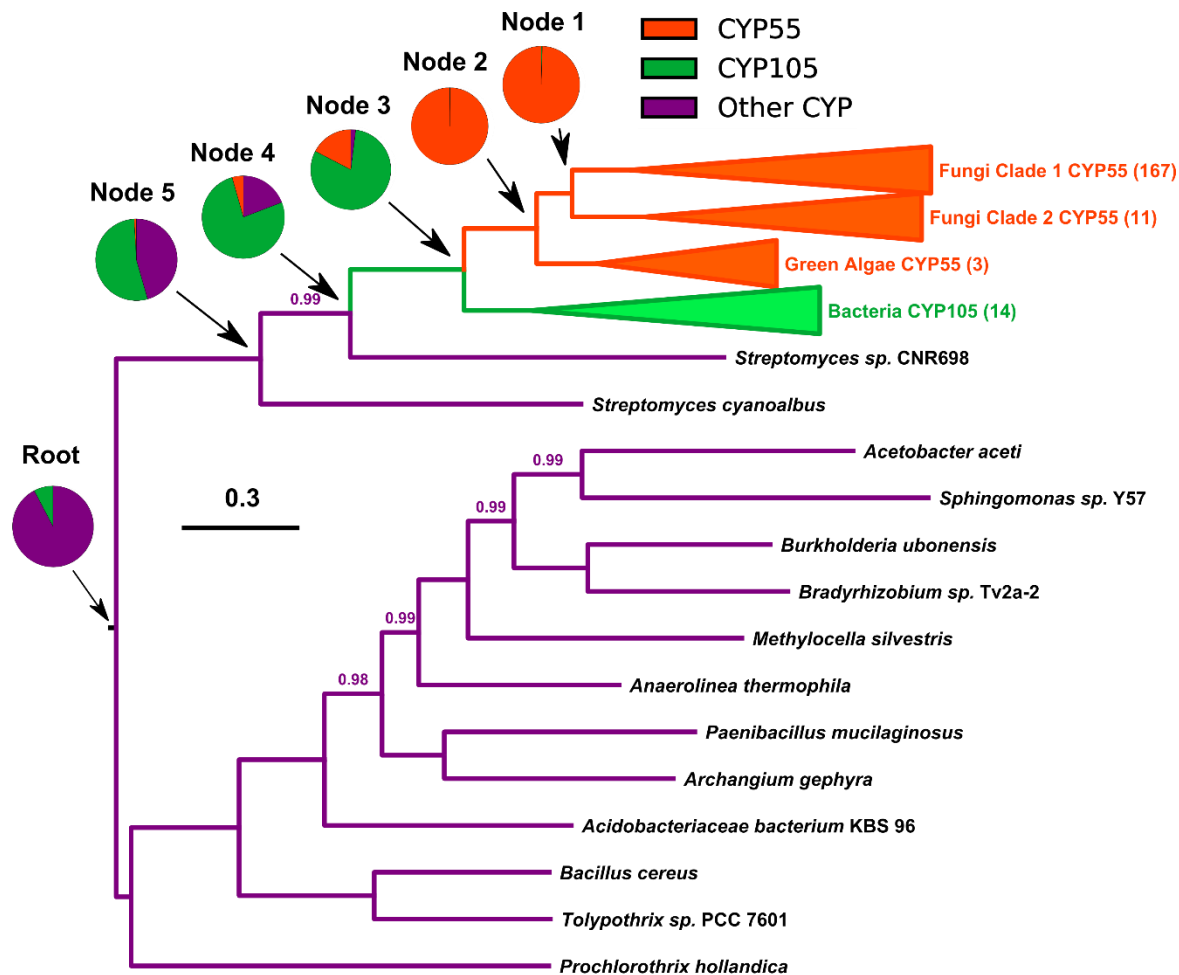 Node 1
CYP55
CYP105
Other CYP
Node 2
Node 3
Node 4
Node 5
Fungi Clade 1 CYP55 (167)
Fungi Clade 2 CYP55 (11)
Green Algae CYP55 (3)
0.99
Bacteria CYP105 (14)
Streptomyces sp. CNR698
Streptomyces cyanoalbus
Root
0.3
0.99
Acetobacter aceti
Sphingomonas sp. Y57
0.99
Burkholderia ubonensis
Bradyrhizobium sp. Tv2a-2
0.99
Methylocella silvestris
0.98
Anaerolinea thermophila
Paenibacillus mucilaginosus
Archangium gephyra
Acidobacteriaceae bacterium KBS 96
Bacillus cereus
Tolypothrix sp. PCC 7601
Prochlorothrix hollandica